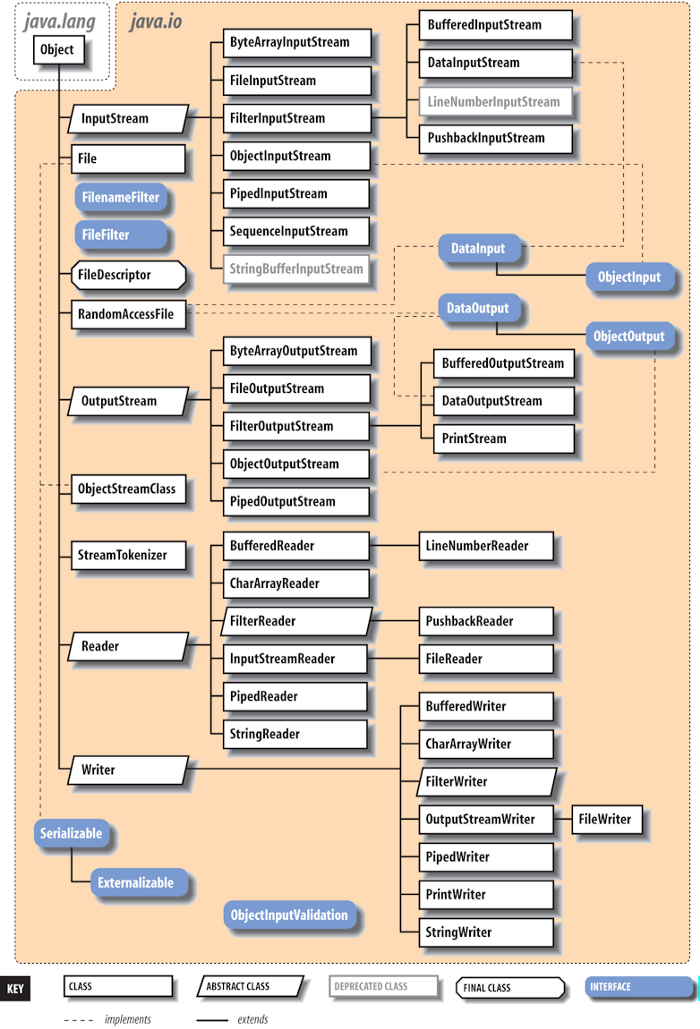 java.lang
java.io
Object
InputStream
File
FilenameFilter
FileFilter
FileDescriptor
RandomAccessFile
OutputStream
ObjectStreamClass
StreamTokenizer
Reader
Writer
Serializable
Externalizable
ByteArrayInputStream
FileInputStream
FilterInputStream
ObjectInputStream
PipedInputStream
SequenceInputStream
StringBufferInputStream
BufferedInputStream
DataInputStream
LineNumberInputStream
PushbackInputStream
DataInput
ObjectInput
DataOutput
ObjectOutput
ByteArrayOutputStream
FileOutputStream
FilterOutputStream
ObjectOutputStream
PipedOutputStream
BufferedOutputStream
DataOutputStream
PrintStream
BufferedReader
CharArrayReader
FilterReader
InputStreamReader
PipedReader
StringReader
LineNumberReader
PushbackReader
FileReader
BufferedWriter
CharArrayWriter
FilterWriter
OutputStreamWriter
PipedWriter
PrintWriter
StringWriter
FileWriter
ObjectInputValidation
KEY
CLASS
ABSTRACT CLASS
DEPRECATED CLASS
FINAL CLASS
INTERFACE
implements
extends